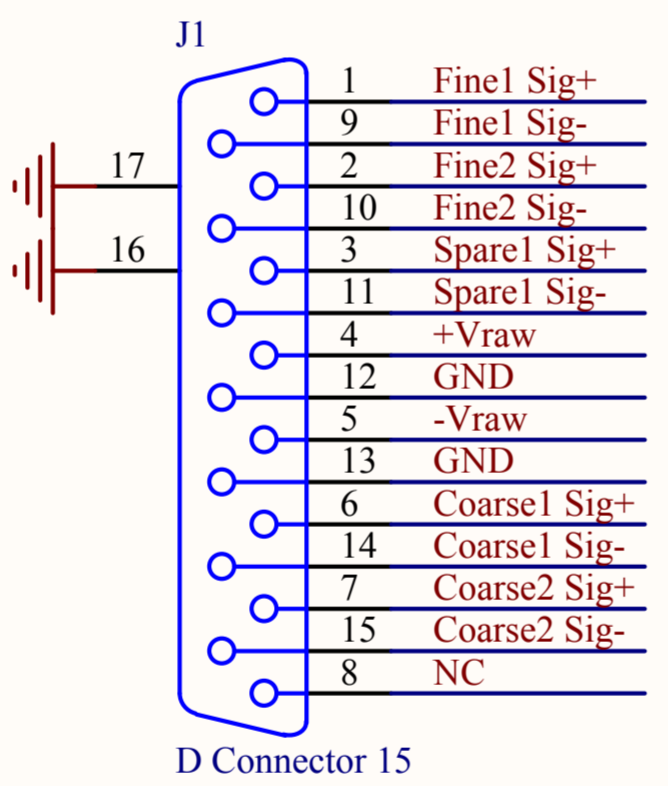 J1
1 Fine1 Sig+
9 Fine1 Sig-
17
2 Fine2 Sig+
10 Fine2 Sig-
16
3 Spare1 Sig+
11 Spare1 Sig-
4 +Vraw
12 GND
5 -Vraw
13 GND
6 Coarse1 Sig+
14 Coarse1 Sig-
7 Coarse2 Sig+
15 Coarse2 Sig-
8 NC
D Connector 15